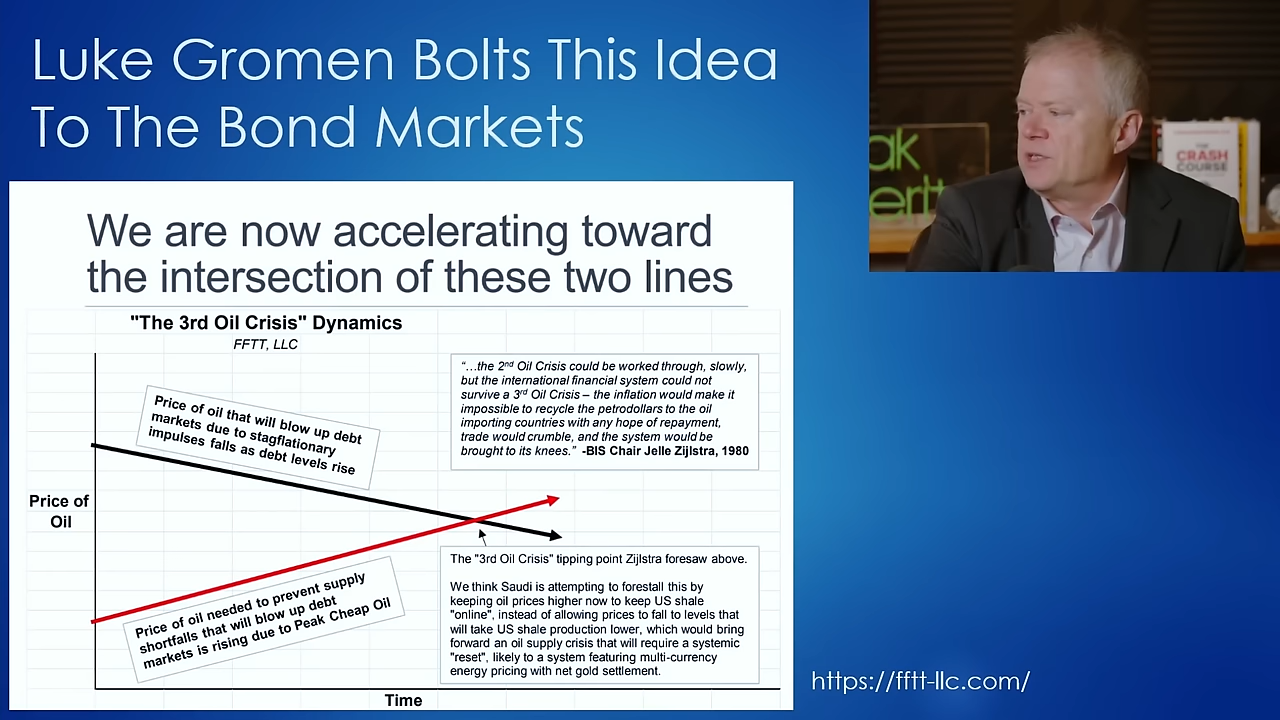 Luke Gromen Bolts This Idea
To The Bond Markets
We are now accelerating toward
the intersection of these two lines
"The 3rd Oil Crisis" Dynamics
FFTT, LLC
"…the 2nd Oil Crisis could be worked through, slowly,
but the international financial system could not
survive a 3rd Oil Crisis – the inflation would make it
impossible to recycle the petrodollars to the oil
importing countries with any hope of repayment,
trade would crumble, and the system would be
brought to its knees." -BIS Chair Jelle Zijlstra, 1980
Price of oil that will blow up debt
markets due to stagflationary
impulses falls as debt levels rise
Price of
Oil
Price of oil needed to prevent supply
shortfalls that will blow up debt
markets is rising due to Peak Cheap Oil
The "3rd Oil Crisis" tipping point Zijlstra foresaw above.
We think Saudi is attempting to forestall this by
keeping oil prices higher now to keep US shale
"online", instead of allowing prices to fall to levels that
will take US shale production lower, which would bring
forward an oil supply crisis that will require a systemic
"reset", likely to a system featuring multi-currency
energy pricing with net gold settlement.
Time
https://fftt-llc.com/
THE
CRASH
COURSE